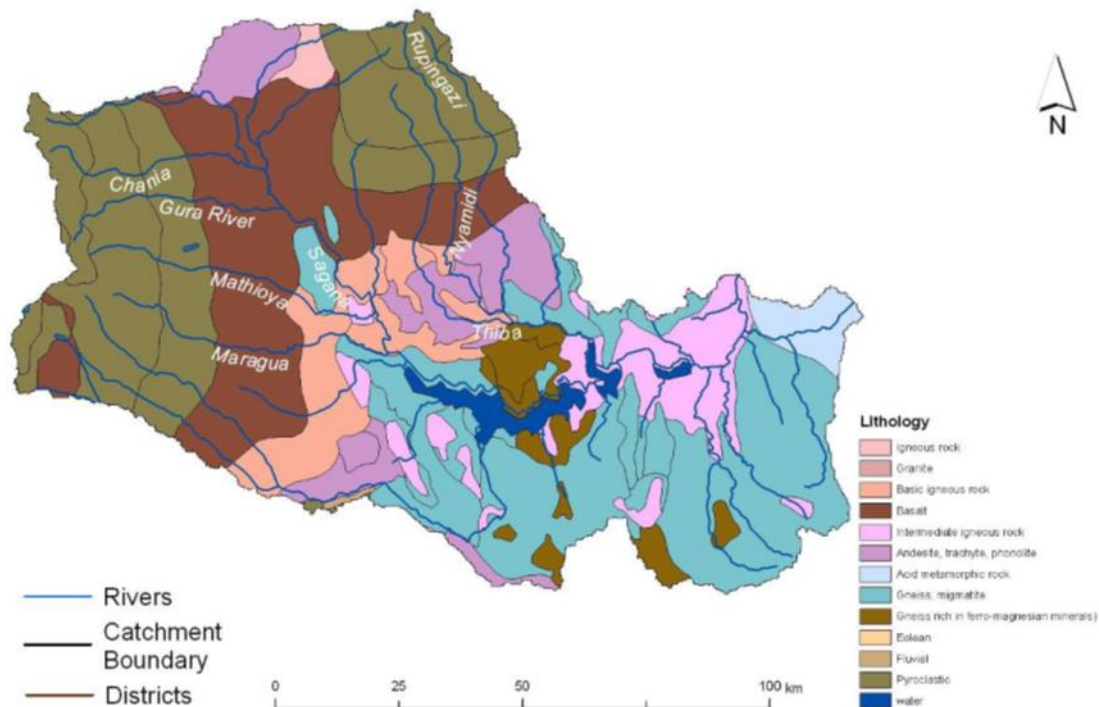 Rupingazi
N
Chania
Gura River
Nyamidi
Sagana
Mathioya
Thiba
Maragua
Lithology
Igneous rock
Granite
Basic igneous rock
Basalt
Intermediate igneous rock
Andesite, trachyte, phonolite
Acid metamorphic rock
Gneiss, migmatite
Gneiss rich in ferro-magnesian minerals)
Eolean
Fluvial
Pyroclastic
water
Rivers
Catchment
Boundary
Districts
0 25 50 100 km